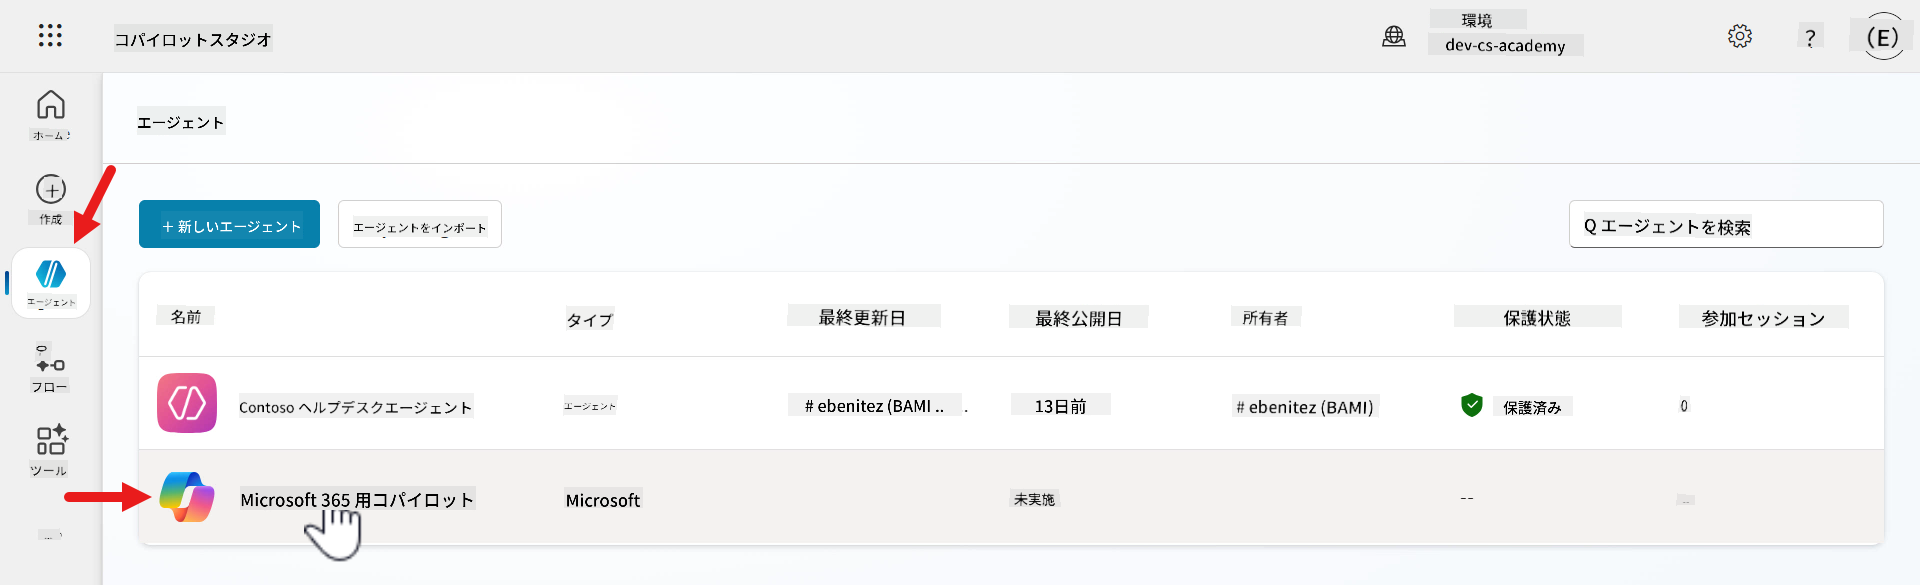 コパイロットスタジオ
環境
dev-cs-academy
?
(E)
ホーム
作成
エージェント
フロー
ツール
...
エージェント
+ 新しいエージェント
エージェントをインポート
Q エージェントを検索
名前 タイプ 最終更新日 最終公開日 所有者 保護状態 参加セッション
Contoso ヘルプデスクエージェント エージェント # ebenitez (BAMI .. . 13日前 # ebenitez (BAMI) 保護済み 0
Microsoft 365 用コパイロット Microsoft 未実施 -- ...